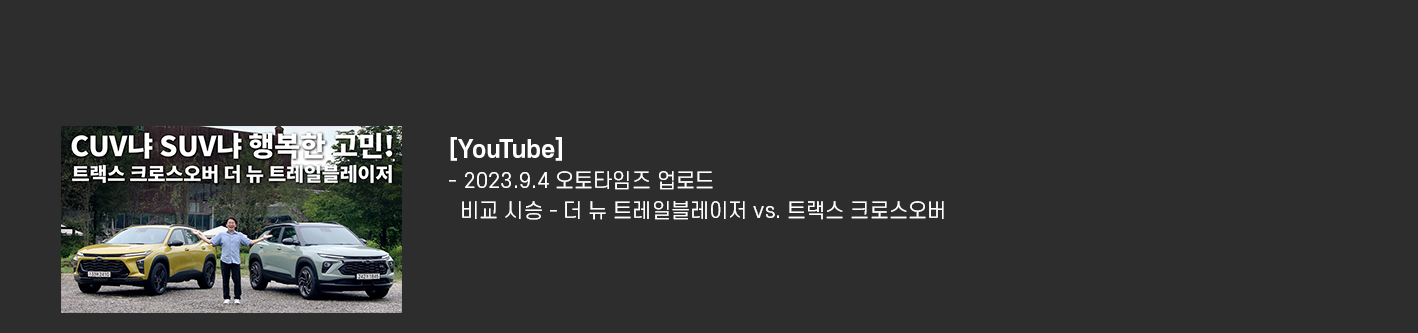 CUV냐 SUV냐 행복한 고민!
트랙스 크로스오버 더 뉴 트레일블레이저
[YouTube]
- 2023.9.4 오토타임즈 업로드
비교 시승 - 더 뉴 트레일블레이저 vs. 트랙스 크로스오버